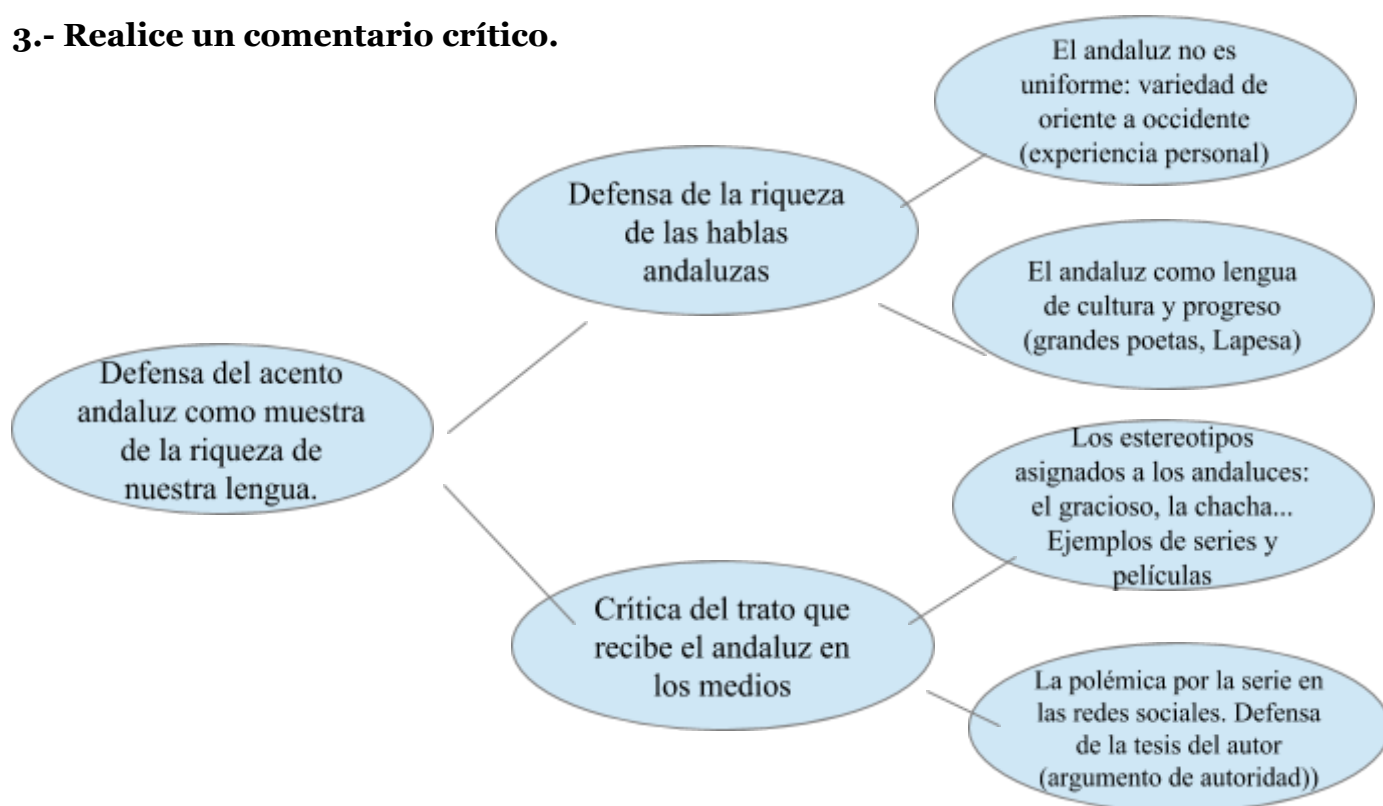 3.- Realice un comentario crítico.
El andaluz no es
uniforme: variedad de
oriente a occidente
(experiencia personal)
Defensa de la riqueza
de las hablas
andaluzas
El andaluz como lengua
de cultura y progreso
(grandes poetas, Lapesa)
Defensa del acento
andaluz como muestra
de la riqueza de
nuestra lengua.
Los estereotipos
asignados a los andaluces:
el gracioso, la chacha...
Ejemplos de series y
películas
Crítica del trato que
recibe el andaluz en
los medios
La polémica por la serie en
las redes sociales. Defensa
de la tesis del autor
(argumento de autoridad))